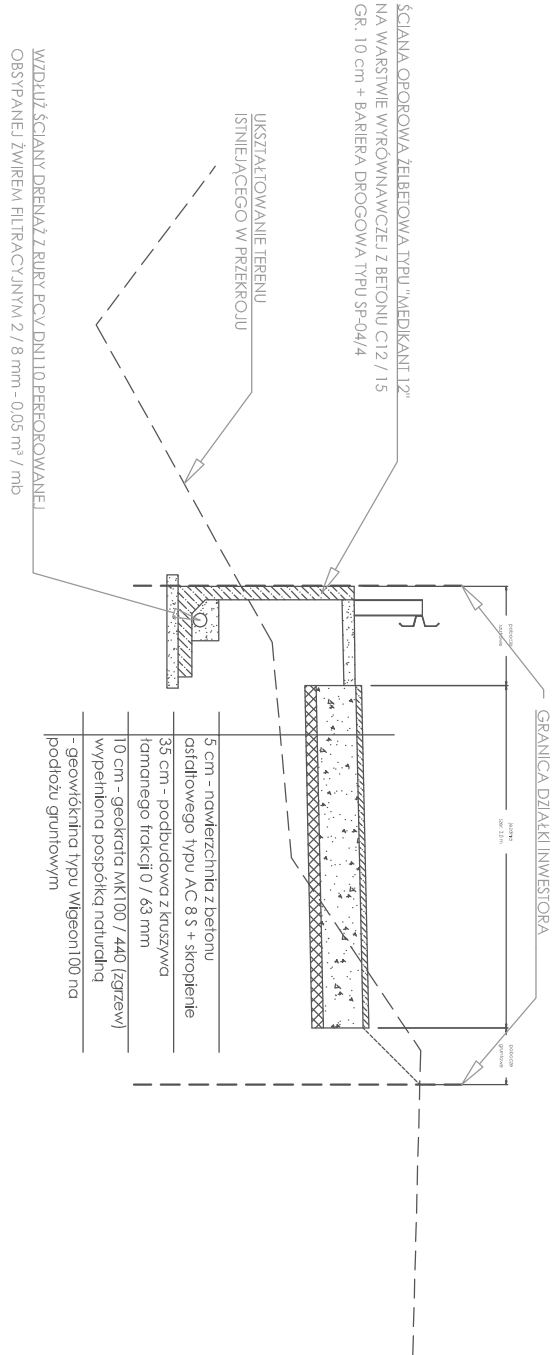 ŚCIANA OPOROWA ŻELBETOWA TYPU "MEDIKANT 12"
NA WARSTWIE WYRÓWNAWCZEJ Z BETONU C12 / 15
GR. 10 cm + BARIERA DROGOWA TYPU SP-04/4
UKSZTAŁTOWANIE TERENU
ISTNIEJĄCEGO W PRZEKROJU
WZDŁUŻ ŚCIANY DRENAŻ Z RURY PCV DN110 PERFOROWANEJ
OBSYPANEJ ŻWIREM FILTRACYJNYM 2 / 8 mm - 0,05 m³ / mb
GRANICA DZIAŁKI INWESTORA
pobocze
jezdnia
pobocze
gruntowe
5 cm - nawierzchnia z betonu
asfaltowego typu AC 8 S + skropienie
35 cm - podbudowa z kruszywa
łamanego frakcji 0 / 63 mm
10 cm - geokrata MK100 / 440 (zgrzew)
wypełniona pospółką naturalną
- geowłóknina typu Wigeon100 na
podłożu gruntowym